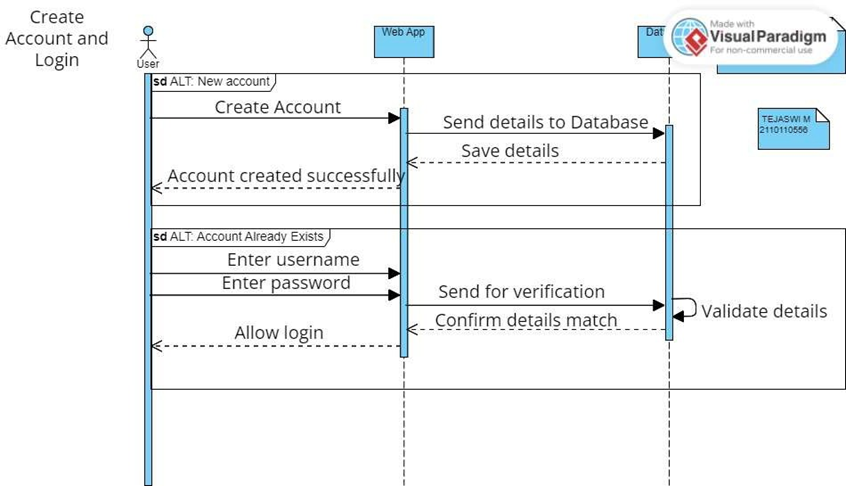 Create
Account and
Login
User
Web App
Made with
VisualParadigm
For non-commercial use
sd ALT: New account
Create Account
Send details to Database
TEJASWI M
2110110556
Save details
Account created successfully
sd ALT: Account Already Exists
Enter username
Enter password
Send for verification
Validate details
Confirm details match
Allow login